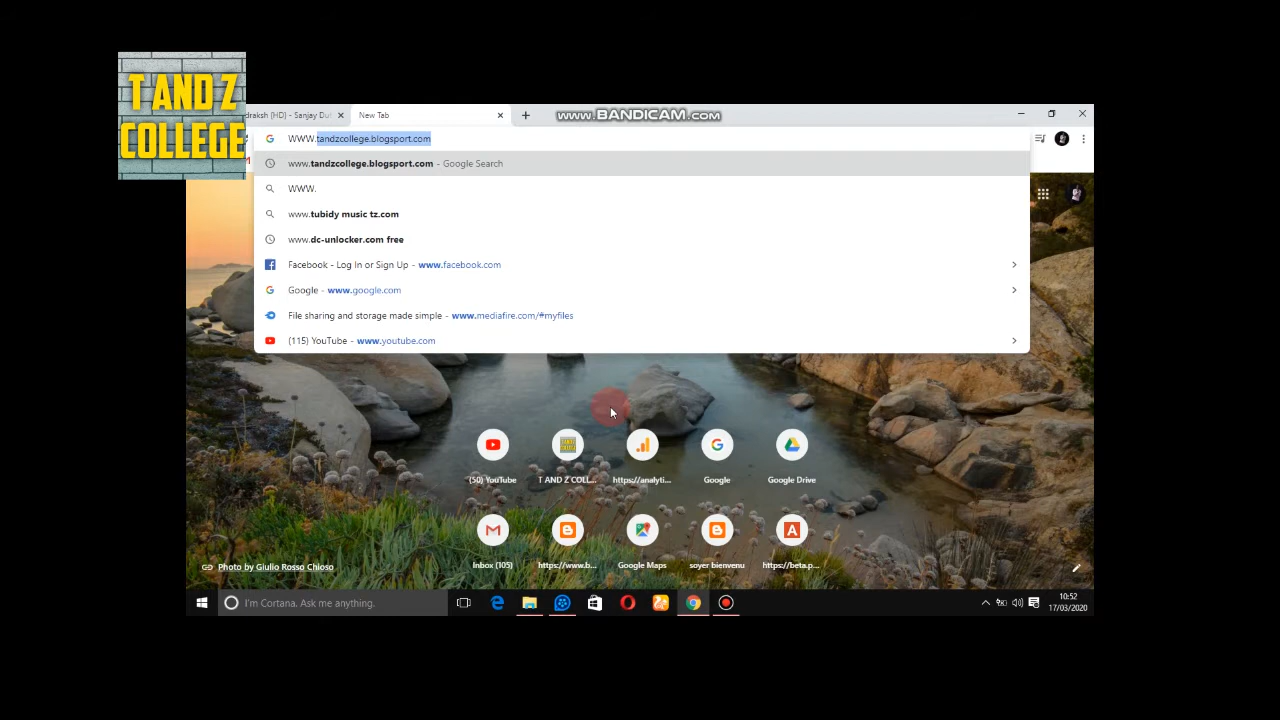 T AND Z
COLLEGE
draksh {HD} - Sanjay Du
New Tab
WWW.BANDICAM.COM
WWW.tandzcollege.blogsport.com
www.tandzcollege.blogsport.com - Google Search
WWW.
www.tubidy music tz.com
www.dc-unlocker.com free
Facebook - Log In or Sign Up - www.facebook.com
Google - www.google.com
File sharing and storage made simple - www.mediafire.com/#myfiles
(115) YouTube - www.youtube.com
(50) YouTube
T AND Z COLL...
https://analyti...
Google
Google Drive
Inbox (105)
https://www.b...
Google Maps
soyer bienvenu
https://beta.p...
Photo by Giulio Rosso Chioso
I'm Cortana. Ask me anything.
10:52
17/03/2020